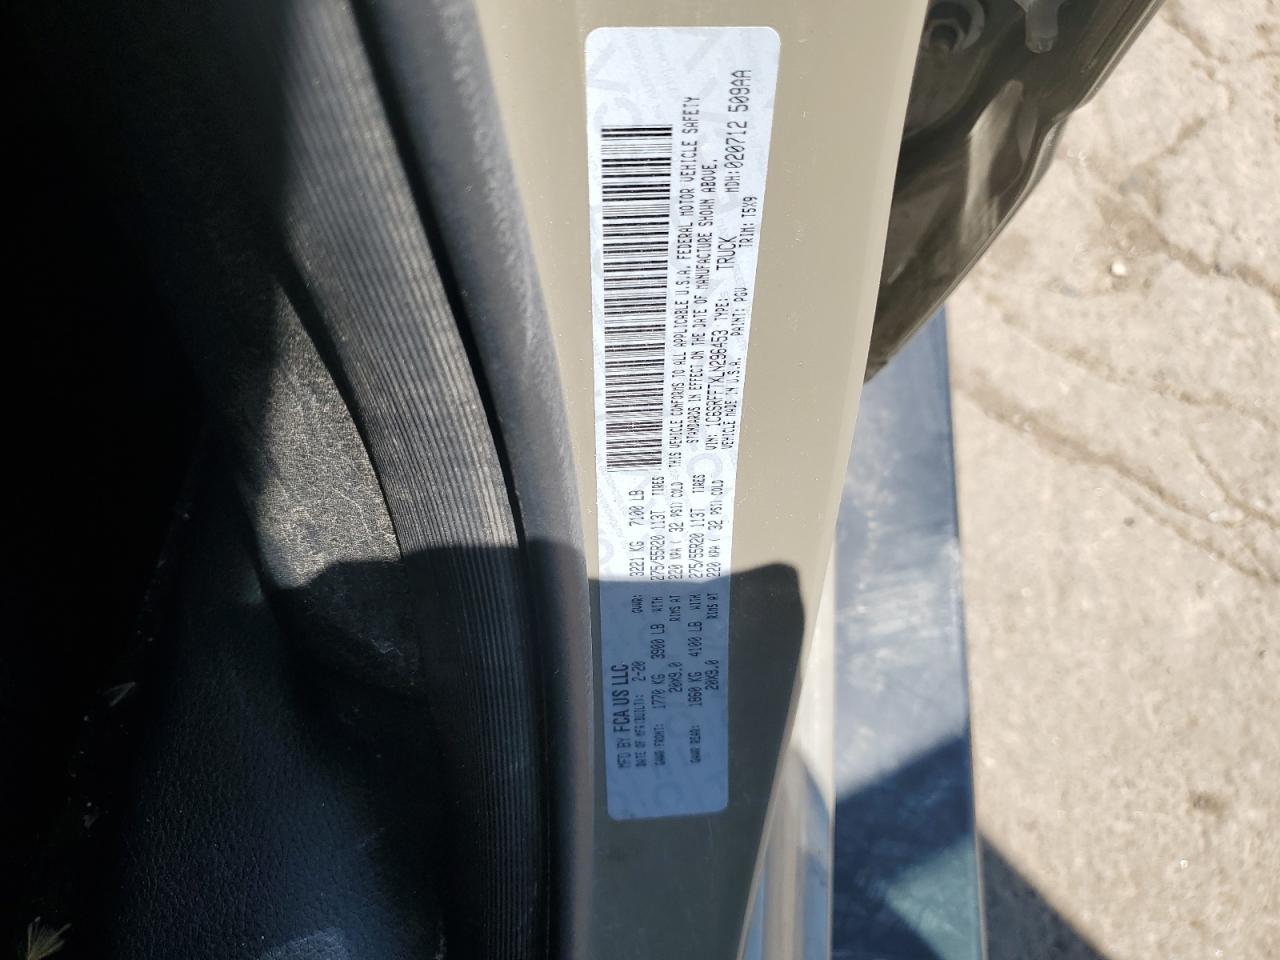 MFD BY FCA US LLC
DATE OF MFR(BUILT): 2-20 GVWR: 3221 KG 7100 LB
GAWR FRONT: 1770 KG 3900 LB WITH 275/55R20 113T TIRES
20X9.0 RIMS AT 220 KPA ( 32 PSI) COLD
GAWR REAR: 1860 KG 4100 LB WITH 275/55R20 113T TIRES
20X9.0 RIMS AT 220 KPA ( 32 PSI) COLD
THIS VEHICLE CONFORMS TO ALL APPLICABLE U.S.A. FEDERAL MOTOR VEHICLE SAFETY
STANDARDS IN EFFECT ON THE DATE OF MANUFACTURE SHOWN ABOVE.
VIN: 1C6SRFFTXLN296453 TYPE: TRUCK MDH:020712 509AA
VEHICLE MADE IN U.S.A. PAINT: PGV TRIM: T5X9